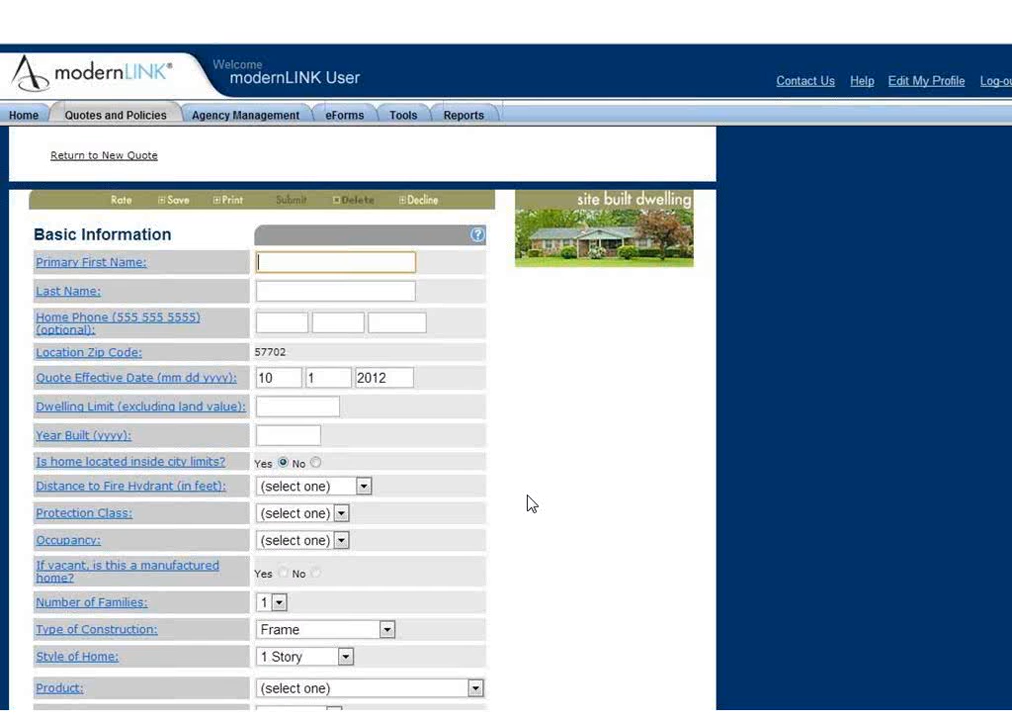 modernLINK®
Welcome
modernLINK User
Contact Us Help Edit My Profile Log-ou
Home Quotes and Policies Agency Management eForms Tools Reports
Return to New Quote
Rate Save Print Submit Delete Decline
site built dwelling
Basic Information ?
Primary First Name:
Last Name:
Home Phone (555 555 5555)
(optional):
Location Zip Code: 57702
Quote Effective Date (mm dd yyyy): 10 1 2012
Dwelling Limit (excluding land value):
Year Built (yyyy):
Is home located inside city limits? Yes No
Distance to Fire Hydrant (in feet): (select one)
Protection Class: (select one)
Occupancy: (select one)
If vacant, is this a manufactured
home? Yes No
Number of Families: 1
Type of Construction: Frame
Style of Home: 1 Story
Product: (select one)